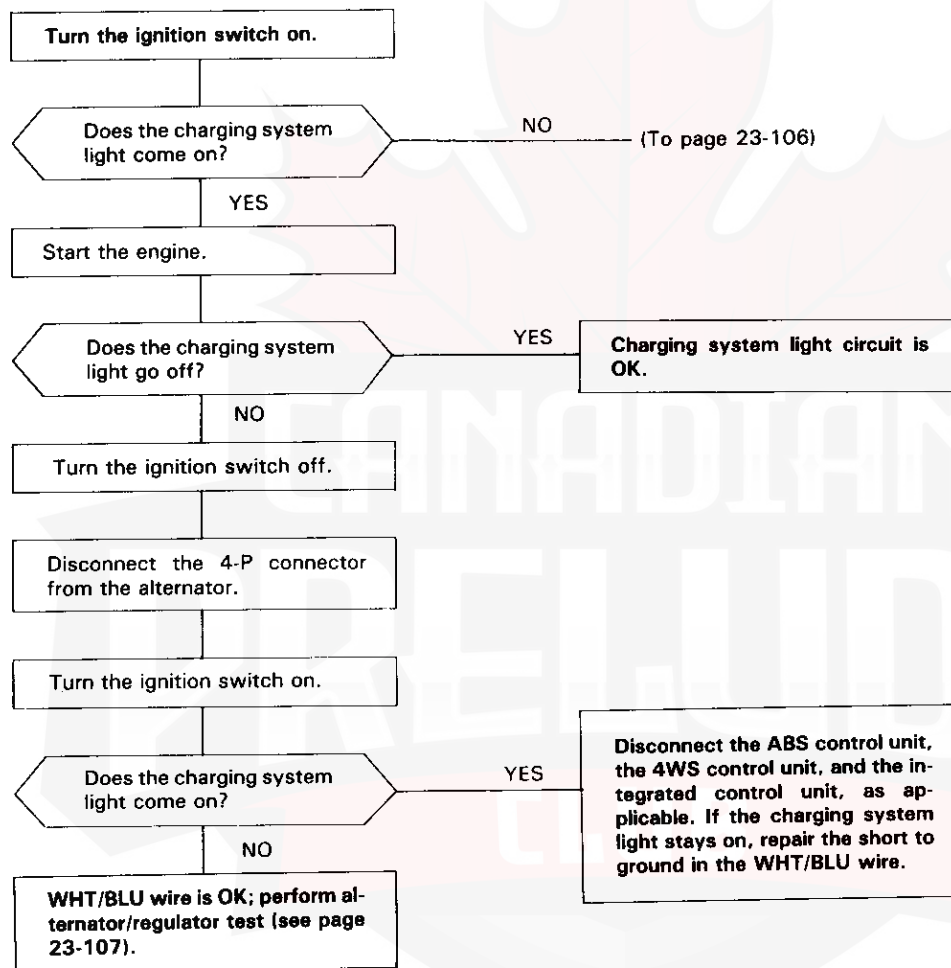 Turn the ignition switch on.
Does the charging system
light come on?
NO
(To page 23-106)
YES
Start the engine.
Does the charging system
light go off?
YES
Charging system light circuit is
OK.
NO
Turn the ignition switch off.
Disconnect the 4-P connector
from the alternator.
Turn the ignition switch on.
Does the charging system
light come on?
YES
Disconnect the ABS control unit,
the 4WS control unit, and the in-
tegrated control unit, as ap-
plicable. If the charging system
light stays on, repair the short to
ground in the WHT/BLU wire.
NO
WHT/BLU wire is OK; perform al-
ternator/regulator test (see page
23-107).
CANADIAN
PRELUD